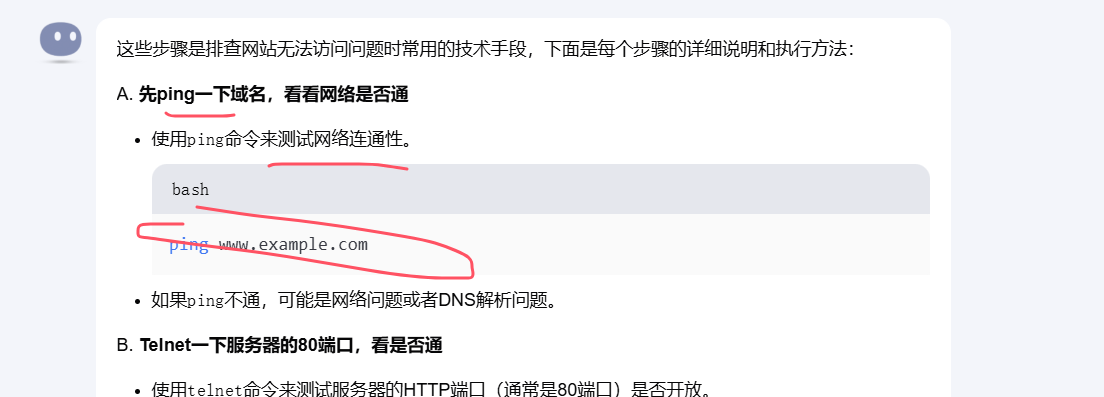 这些步骤是排查网站无法访问问题时常用的技术手段，下面是每个步骤的详细说明和执行方法：
A. 先ping一下域名，看看网络是否通
• 使用ping命令来测试网络连通性。
bash
ping www.example.com
• 如果ping不通，可能是网络问题或者DNS解析问题。
B. Telnet一下服务器的80端口，看是否通
• 使用telnet命令来测试服务器的HTTP端口（通常是80端口）是否开放。